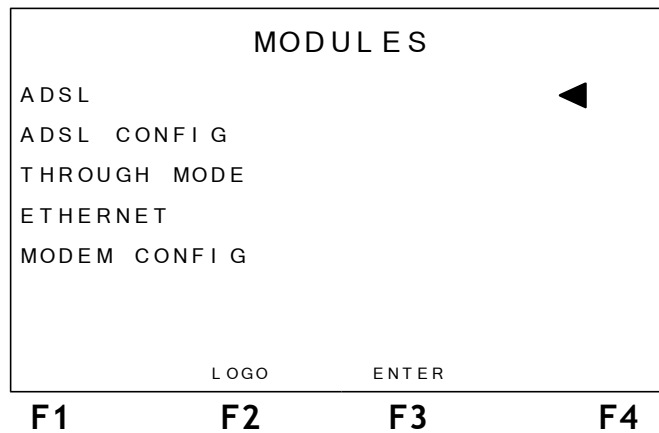 MODULES
ADSL
ADSL CONFIG
THROUGH MODE
ETHERNET
MODEM CONFIG
LOGO ENTER
F1 F2 F3 F4